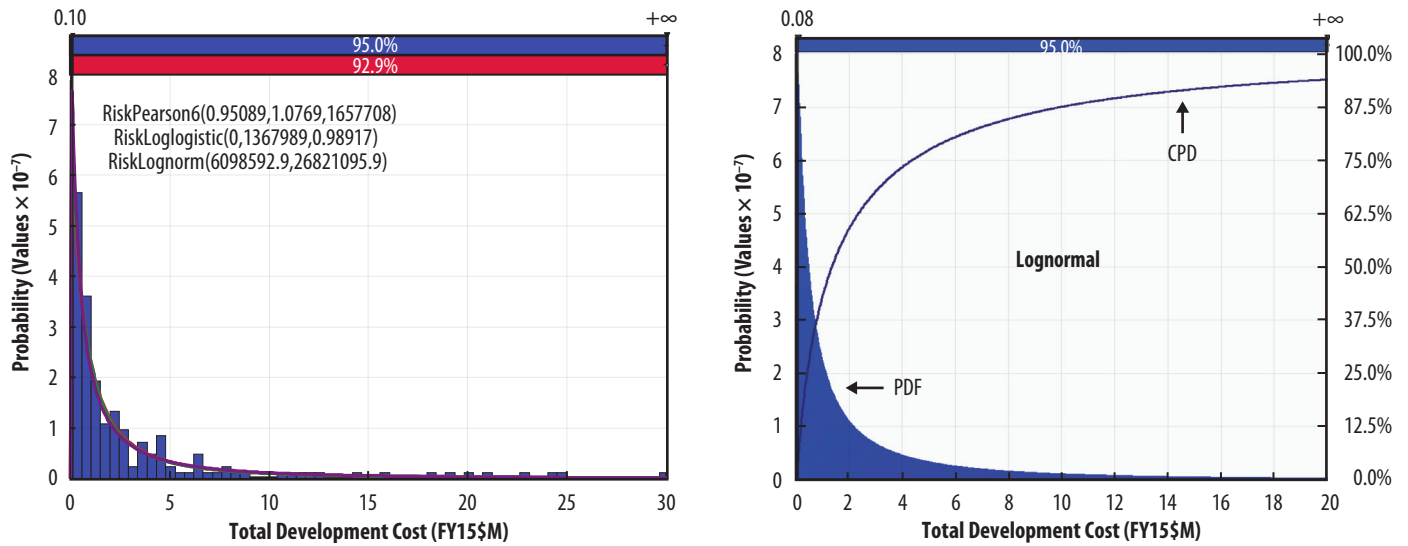 0.10
+∞
95.0%
92.9%
8
7
6
5
4
3
2
1
0
Probability (Values × 10⁻⁷)
RiskPearson6(0.95089,1.0769,1657708)
RiskLoglogistic(0,1367989,0.98917)
RiskLognorm(6098592.9,26821095.9)
0 5 10 15 20 25 30
Total Development Cost (FY15$M)
0.08
+∞
95.0%
8
7
6
5
4
3
2
1
0
Probability (Values × 10⁻⁷)
100.0%
87.5%
75.0%
62.5%
50.0%
37.5%
25.0%
12.5%
0.0%
CPD
Lognormal
PDF
0 2 4 6 8 10 12 14 16 18 20
Total Development Cost (FY15$M)